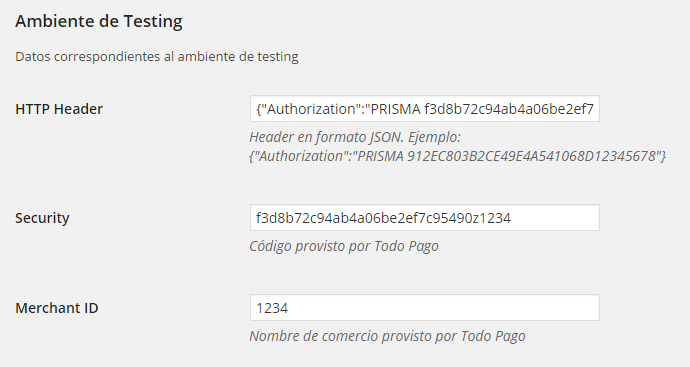 Ambiente de Testing
Datos correspondientes al ambiente de testing
HTTP Header
{"Authorization":"PRISMA f3d8b72c94ab4a06be2ef7
Header en formato JSON. Ejemplo:
{"Authorization":"PRISMA 912EC803B2CE49E4A541068D12345678"}
Security
f3d8b72c94ab4a06be2ef7c95490z1234
Código provisto por Todo Pago
Merchant ID
1234
Nombre de comercio provisto por Todo Pago